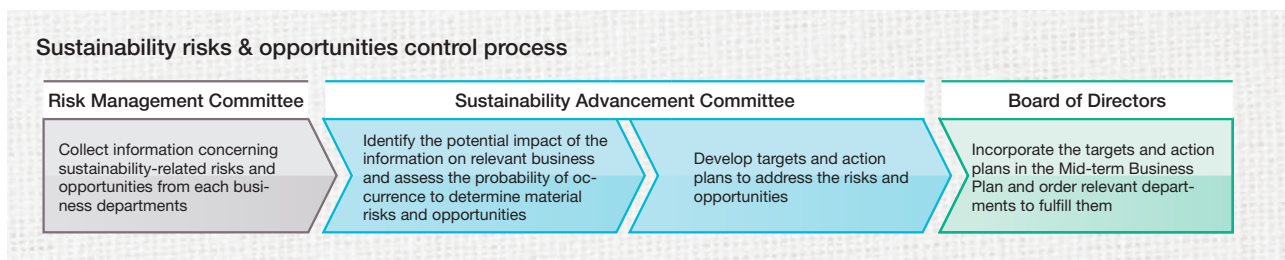 Sustainability risks & opportunities control process
Risk Management Committee
Collect information concerning
sustainability-related risks and
opportunities from each busi-
ness departments
Sustainability Advancement Committee
Identify the potential impact of the
information on relevant business
and assess the probability of oc-
currence to determine material
risks and opportunities
Develop targets and action
plans to address the risks and
opportunities
Board of Directors
Incorporate the targets and action
plans in the Mid-term Business
Plan and order relevant depart-
ments to fulfill them